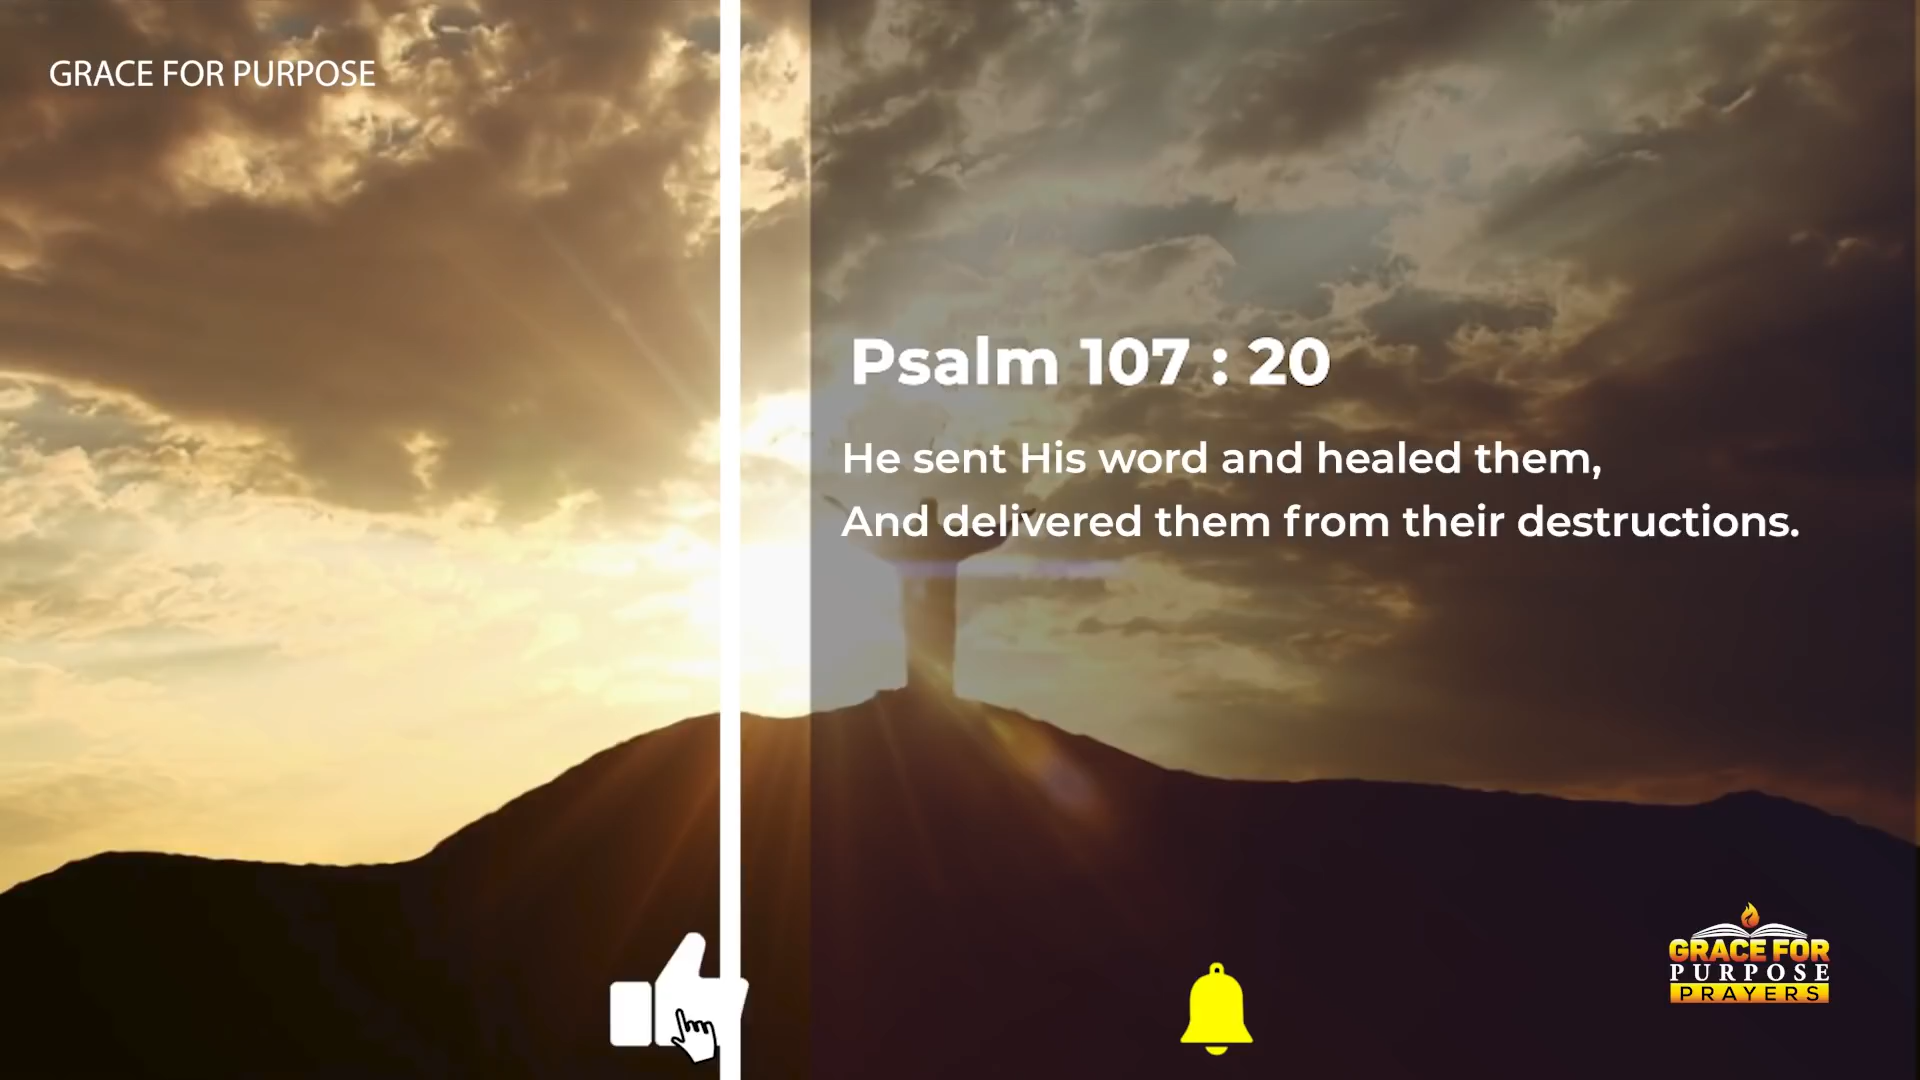 GRACE FOR PURPOSE
Psalm 107 : 20
He sent His word and healed them,
And delivered them from their destructions.
GRACE FOR
PURPOSE
PRAYERS